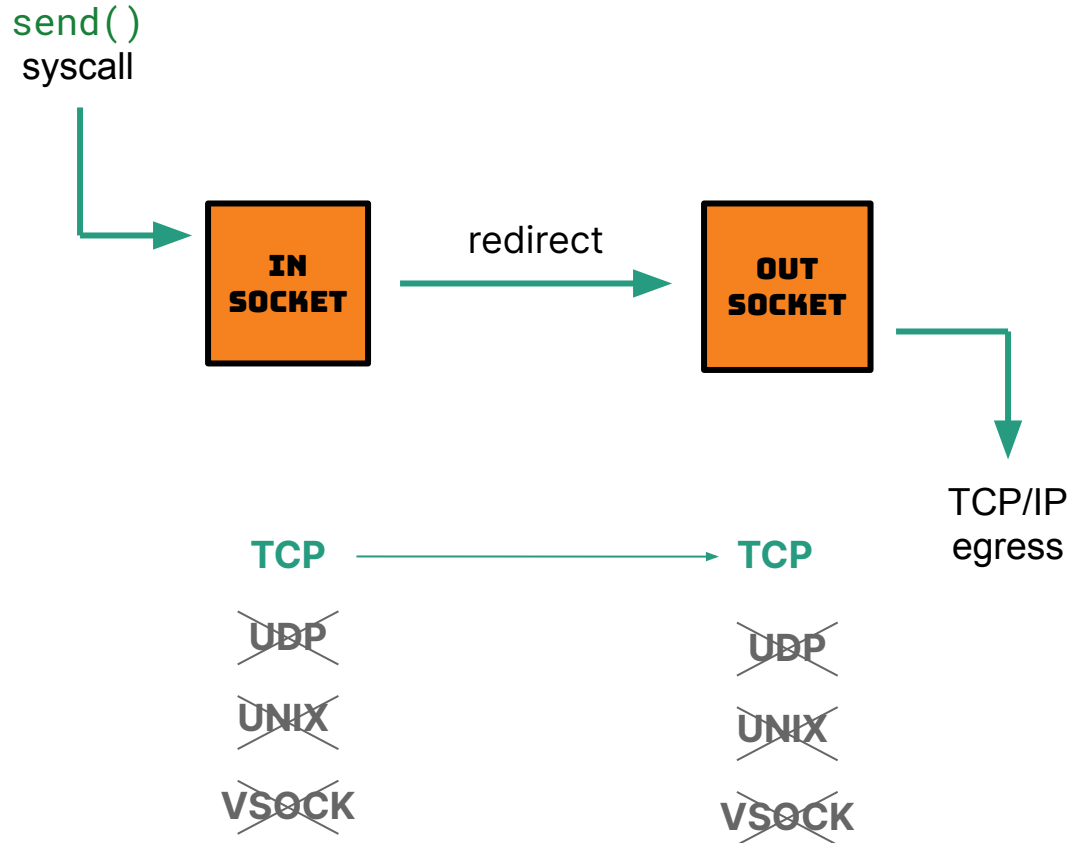 send()
syscall
IN
SOCKET
redirect
OUT
SOCKET
TCP/IP
egress
TCP
TCP
UDP
UDP
UNIX
UNIX
VSOCK
VSOCK